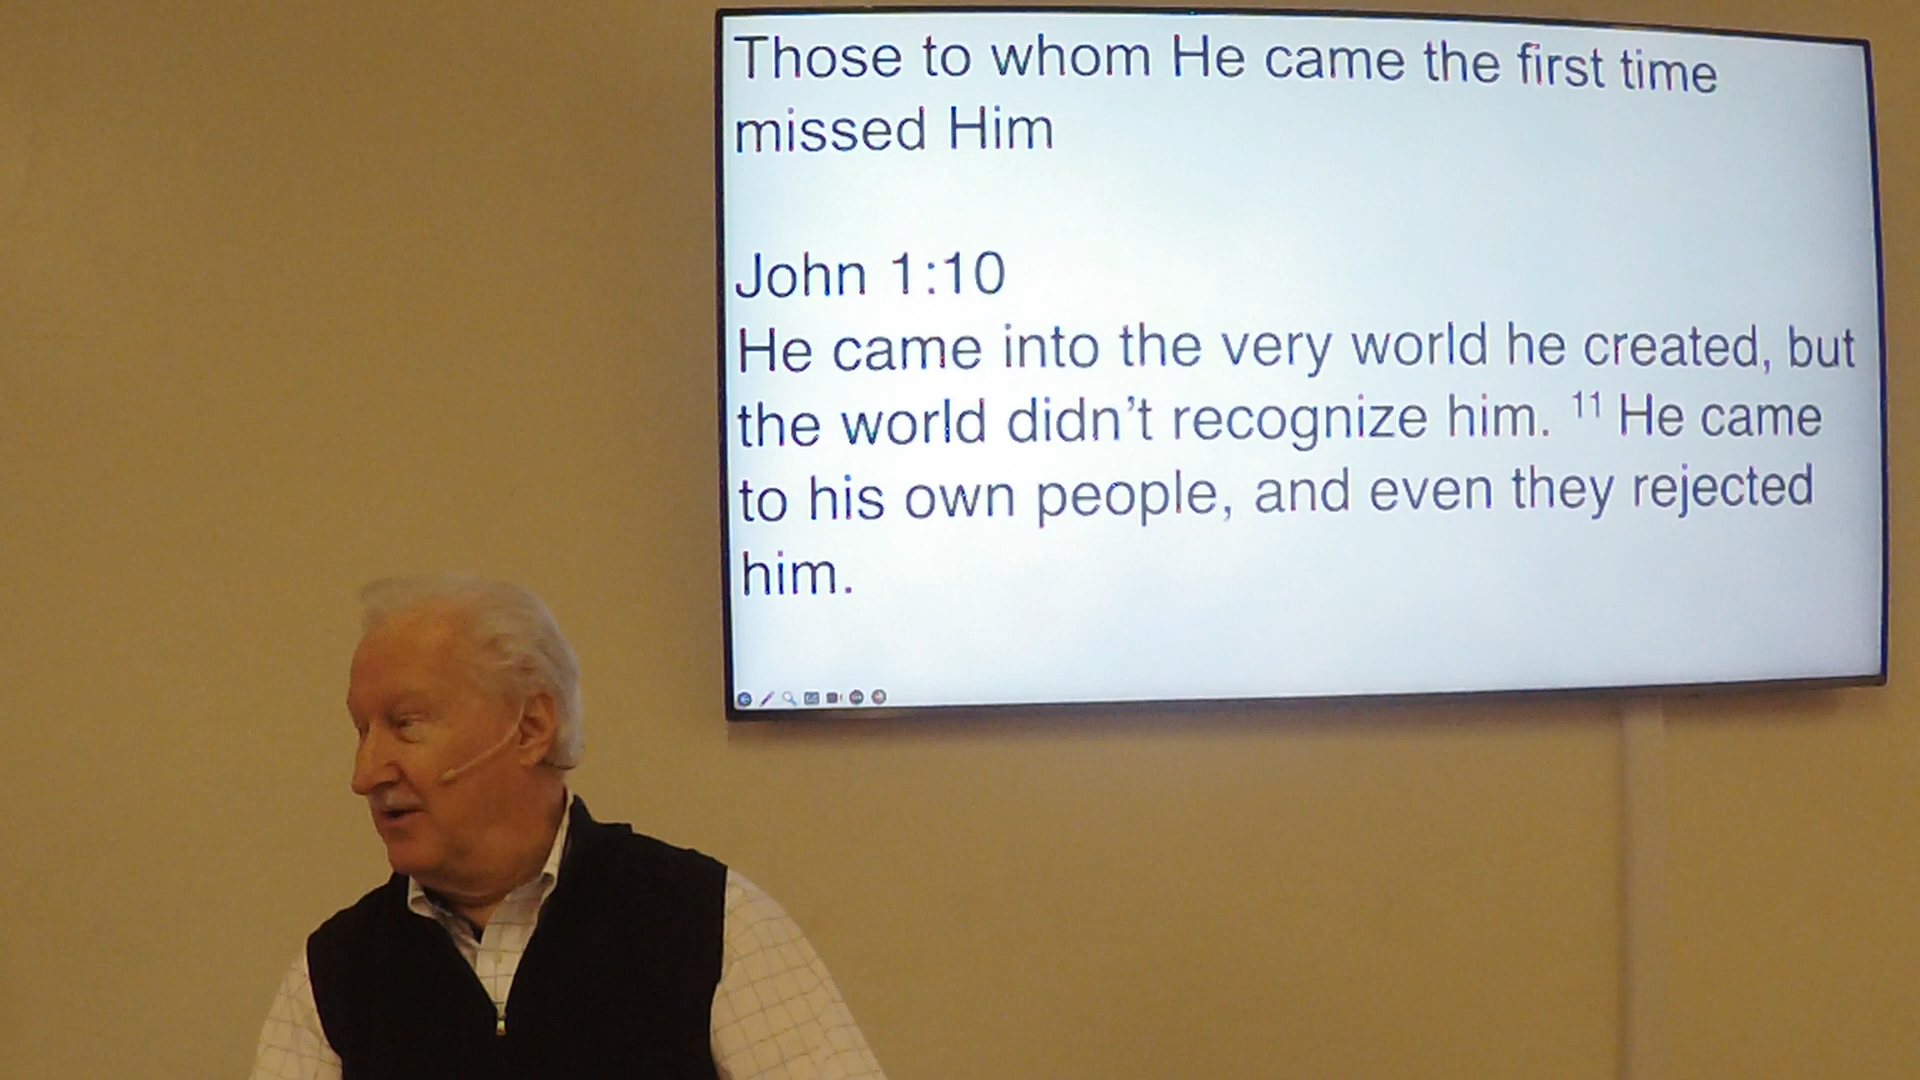 Those to whom He came the first time
missed Him
John 1:10
He came into the very world he created, but
the world didn’t recognize him. ¹¹ He came
to his own people, and even they rejected
him.